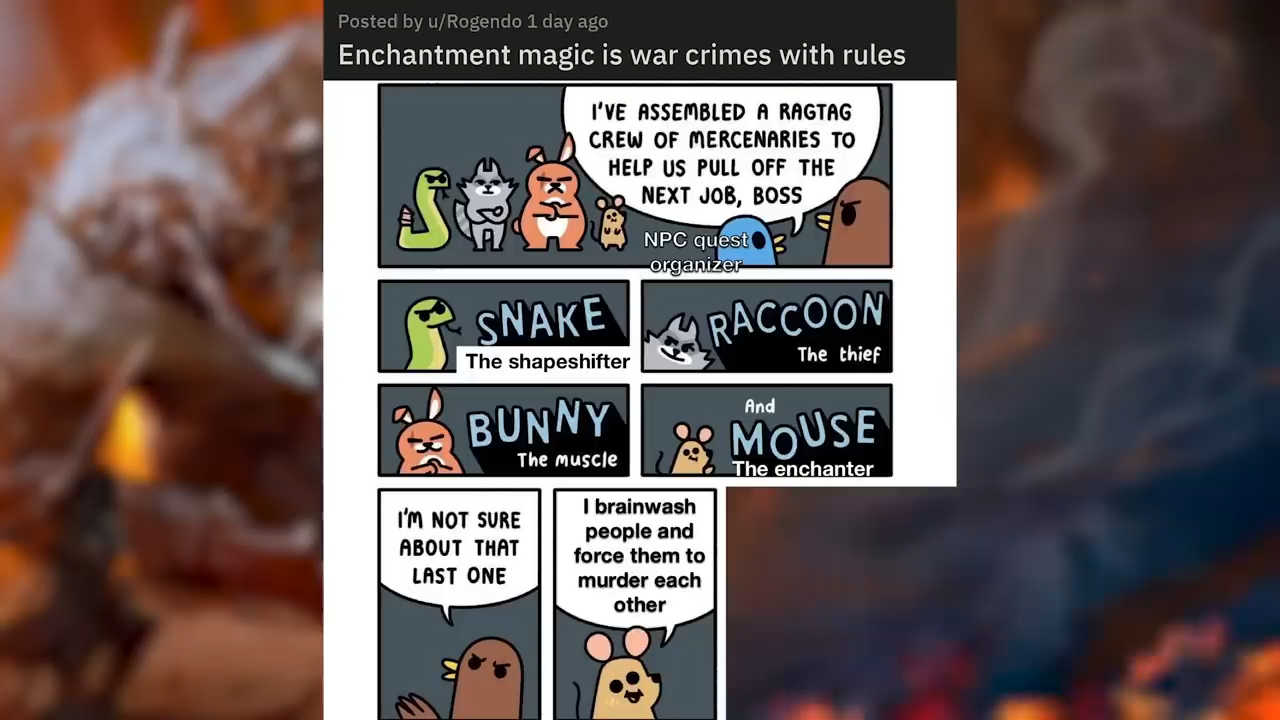 Posted by u/Rogendo 1 day ago
Enchantment magic is war crimes with rules
I'VE ASSEMBLED A RAGTAG
CREW OF MERCENARIES TO
HELP US PULL OFF THE
NEXT JOB, BOSS
NPC quest
organizer
SNAKE
The shapeshifter
RACCOON
The thief
BUNNY
The muscle
And
MOUSE
The enchanter
I'M NOT SURE
ABOUT THAT
LAST ONE
I brainwash
people and
force them to
murder each
other